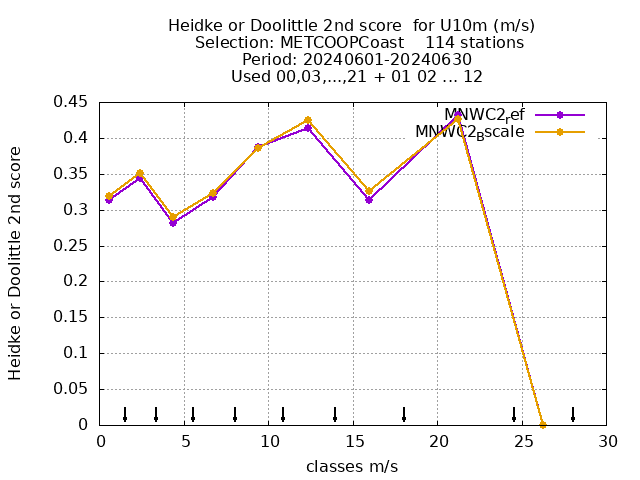 Heidke or Doolittle 2nd score  for U10m (m/s)
Selection: METCOOPCoast    114 stations
Period: 20240601-20240630
Used 00,03,...,21 + 01 02 ... 12
MNWC2_ref
MNWC2_Bscale
Heidke or Doolittle 2nd score
0.45
0.4
0.35
0.3
0.25
0.2
0.15
0.1
0.05
0
0 5 10 15 20 25 30
classes m/s